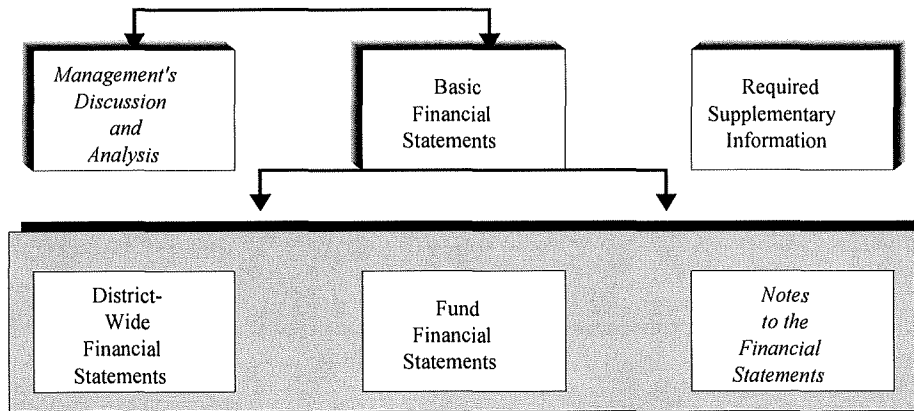 Management's
Discussion
and
Analysis
Basic
Financial
Statements
Required
Supplementary
Information
District-
Wide
Financial
Statements
Fund
Financial
Statements
Notes
to the
Financial
Statements